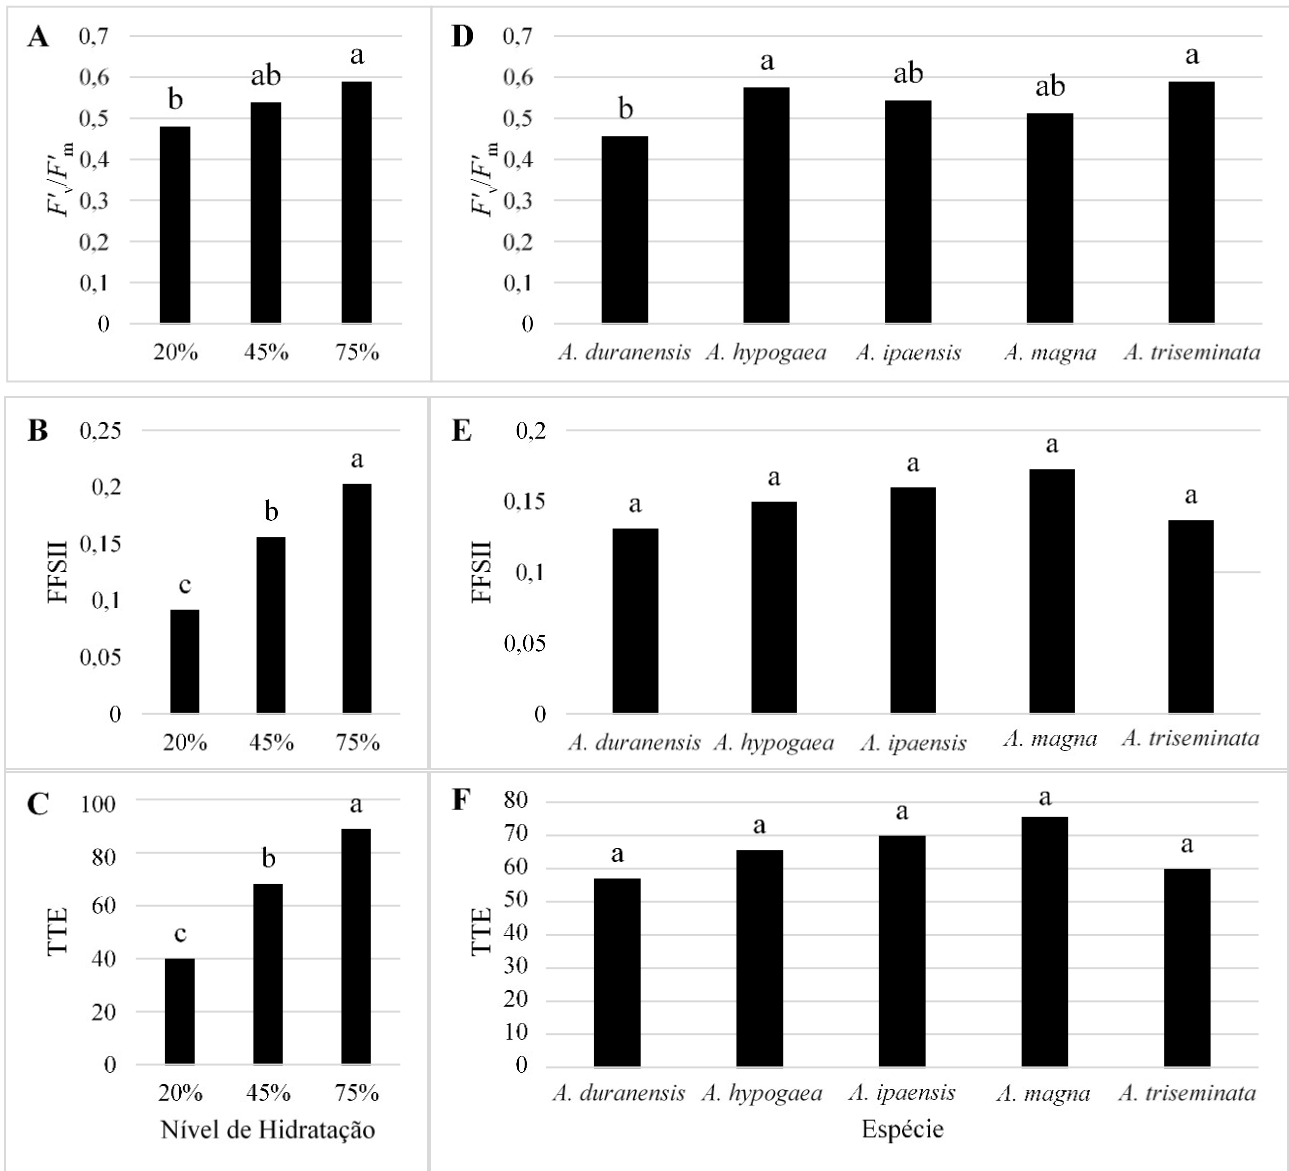 A
0,7
0,6
0,5
0,4
0,3
0,2
0,1
0
F'v/F'm
b
ab
a
20% 45% 75%
D
0,7
0,6
0,5
0,4
0,3
0,2
0,1
0
F'v/F'm
b
a
ab
ab
a
A. duranensis A. hypogaea A. ipaensis A. magna A. triseminata
B
0,25
0,2
0,15
0,1
0,05
0
FFSII
c
b
a
20% 45% 75%
E
0,2
0,15
0,1
0,05
0
FFSII
a
a
a
a
a
A. duranensis A. hypogaea A. ipaensis A. magna A. triseminata
C
100
80
60
40
20
0
TTE
c
b
a
20% 45% 75%
Nível de Hidratação
F
80
70
60
50
40
30
20
10
0
TTE
a
a
a
a
a
A. duranensis A. hypogaea A. ipaensis A. magna A. triseminata
Espécie